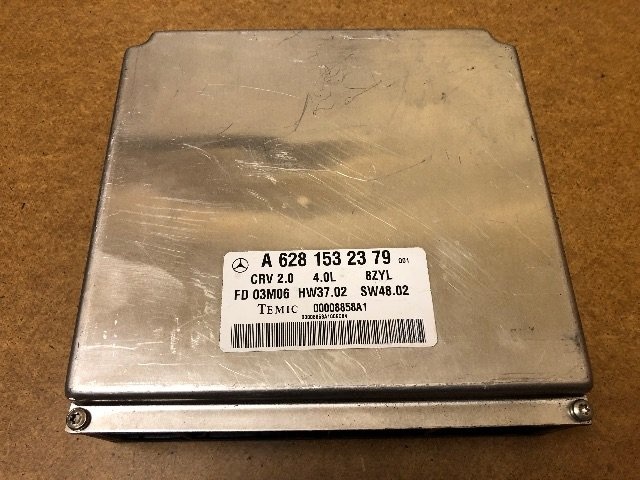 A 628 153 23 79 001
CRV 2.0 4.0L 8ZYL
FD 03M06 HW37.02 SW48.02
TEMIC 00008858A1